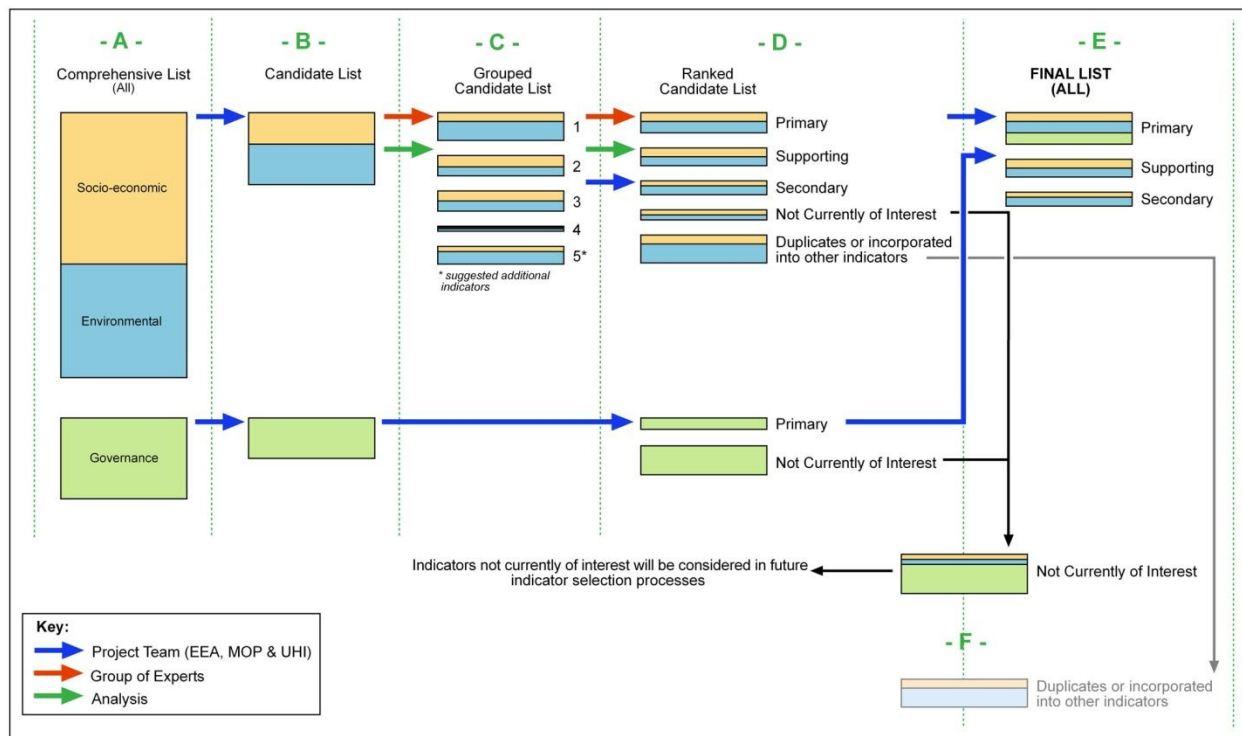 - A -
Comprehensive List
(All)
Socio-economic
Environmental
Governance
- B -
Candidate List
- C -
Grouped
Candidate List
1
2
3
4
5*
* suggested additional
indicators
- D -
Ranked
Candidate List
Primary
Supporting
Secondary
Not Currently of Interest
Duplicates or incorporated
into other indicators
Primary
Not Currently of Interest
- E -
FINAL LIST
(ALL)
Primary
Supporting
Secondary
Indicators not currently of interest will be considered in future
indicator selection processes
Not Currently of Interest
- F -
Duplicates or incorporated
into other indicators
Key:
Project Team (EEA, MOP & UHI)
Group of Experts
Analysis